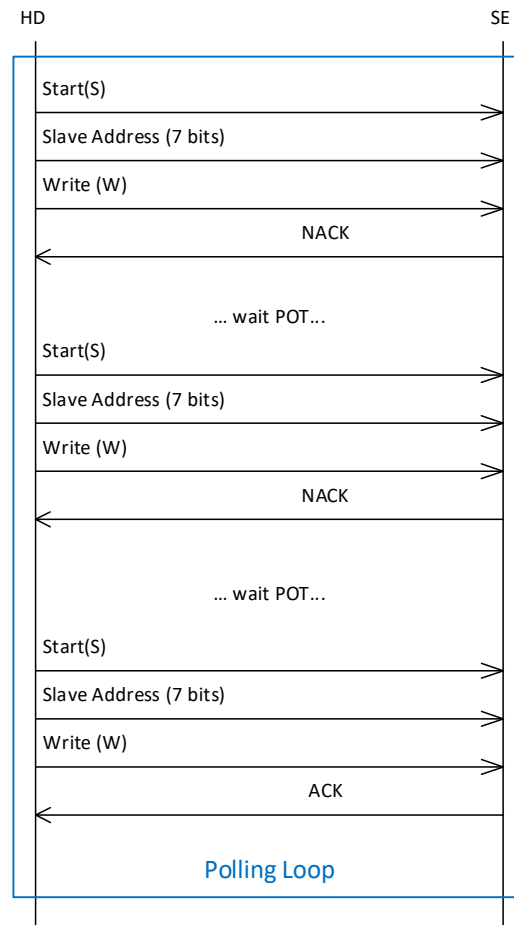 HD SE
Start(S)
Slave Address (7 bits)
Write (W)
NACK
... wait POT...
Start(S)
Slave Address (7 bits)
Write (W)
NACK
... wait POT...
Start(S)
Slave Address (7 bits)
Write (W)
ACK
Polling Loop